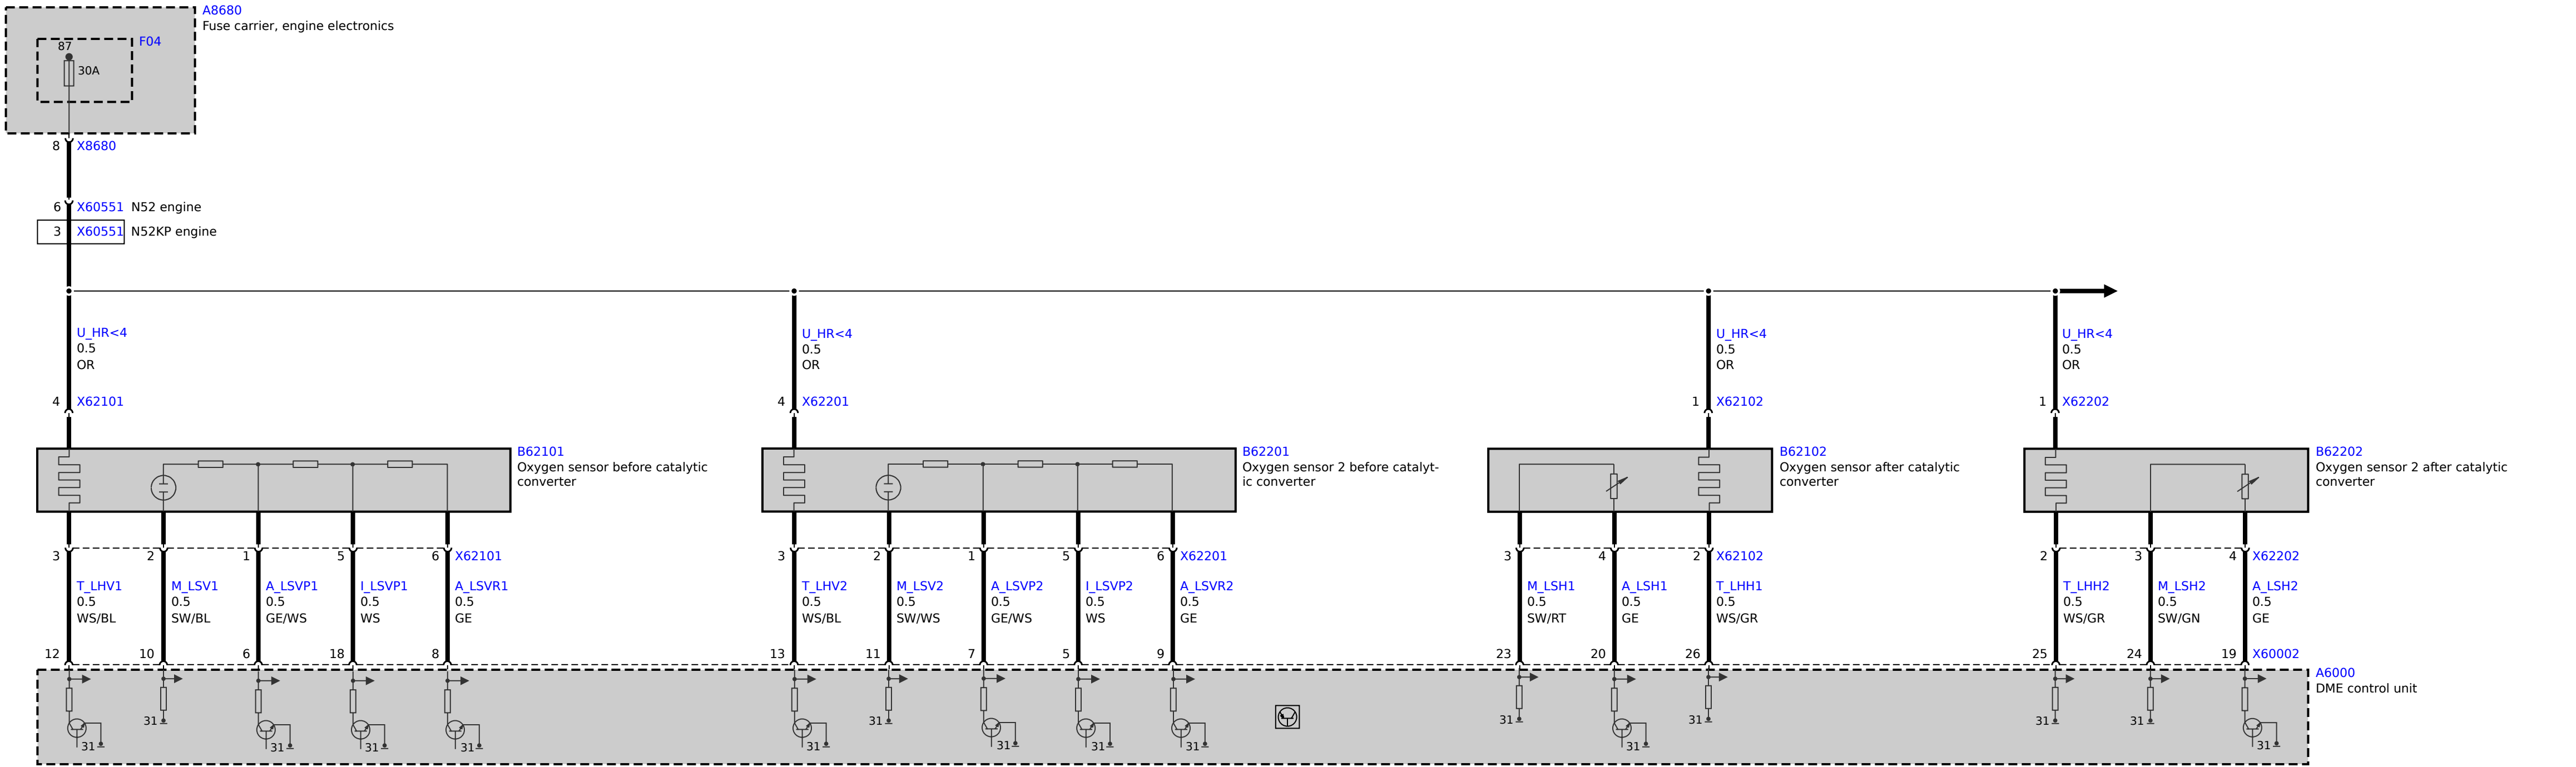 A8680
Fuse carrier, engine electronics
87
F04
30A
8 X8680
6 X60551 N52 engine
3 X60551 N52KP engine
U_HR<4
0.5
OR
U_HR<4
0.5
OR
U_HR<4
0.5
OR
U_HR<4
0.5
OR
4 X62101
4 X62201
1 X62102
1 X62202
B62101
Oxygen sensor before catalytic
converter
B62201
Oxygen sensor 2 before catalyt-
ic converter
B62102
Oxygen sensor after catalytic
converter
B62202
Oxygen sensor 2 after catalytic
converter
3 2 1 5 6 X62101
3 2 1 5 6 X62201
3 4 2 X62102
2 3 4 X62202
T_LHV1
0.5
WS/BL
M_LSV1
0.5
SW/BL
A_LSVP1
0.5
GE/WS
I_LSVP1
0.5
WS
A_LSVR1
0.5
GE
T_LHV2
0.5
WS/BL
M_LSV2
0.5
SW/WS
A_LSVP2
0.5
GE/WS
I_LSVP2
0.5
WS
A_LSVR2
0.5
GE
M_LSH1
0.5
SW/RT
A_LSH1
0.5
GE
T_LHH1
0.5
WS/GR
T_LHH2
0.5
WS/GR
M_LSH2
0.5
SW/GN
A_LSH2
0.5
GE
12 10 6 18 8 13 11 7 5 9 23 20 26 25 24 19 X60002
A6000
DME control unit
31 31 31 31 31 31 31 31 31 31 31 31 31 31 31 31